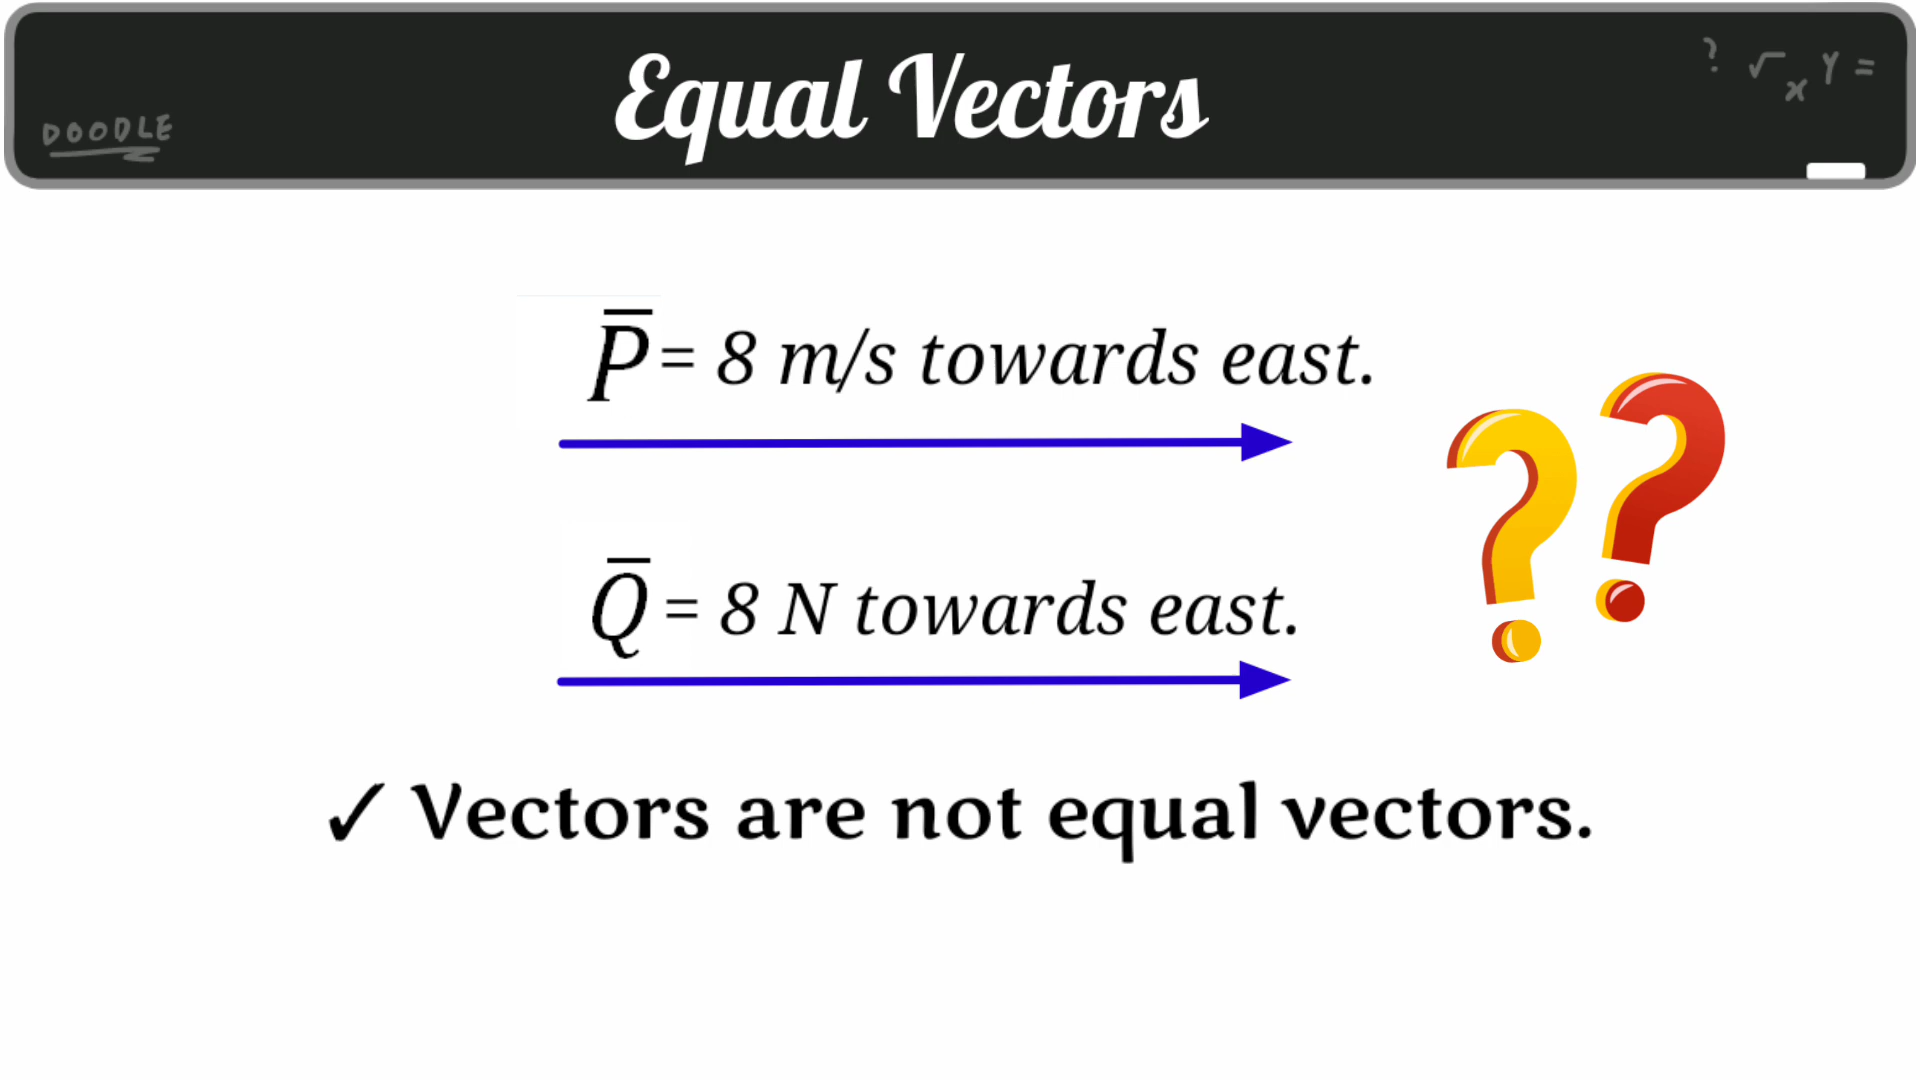 Equal Vectors
? √x Y =
DOODLE
P̅ = 8 m/s towards east.
Q̅ = 8 N towards east.
??
✓ Vectors are not equal vectors.